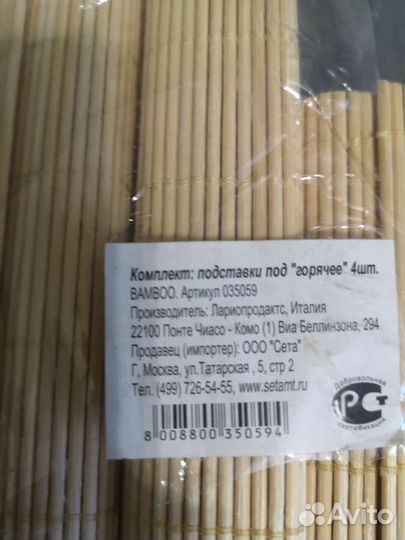 Комплект: подставки под "горячее" 4шт.
BAMBOO. Артикул 035059
Производитель: Лариопродактс, Италия
22100 Понте Чиасо - Комо (1) Виа Беллинзона, 294
Продавец (импортер): ООО "Сета"
Г, Москва, ул.Татарская , 5, стр 2
Тел. (499) 726-54-55, www.setamt.ru
Добровольная
РСТ
сертификация
8 008800 350594
Avito